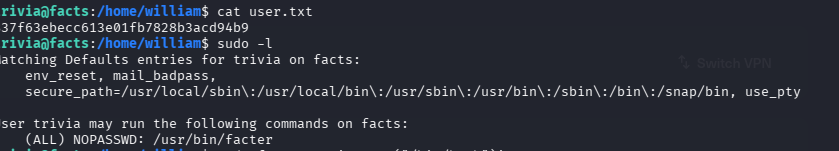 rivia@facts:/home/william$ cat user.txt
37f63ebecc613e01fb7828b3acd94b9
rivia@facts:/home/william$ sudo -l
atching Defaults entries for trivia on facts:
env_reset, mail_badpass,
secure_path=/usr/local/sbin\:/usr/local/bin\:/usr/sbin\:/usr/bin\:/sbin\:/bin\:/snap/bin, use_pty
Switch VPN
ser trivia may run the following commands on facts:
(ALL) NOPASSWD: /usr/bin/facter